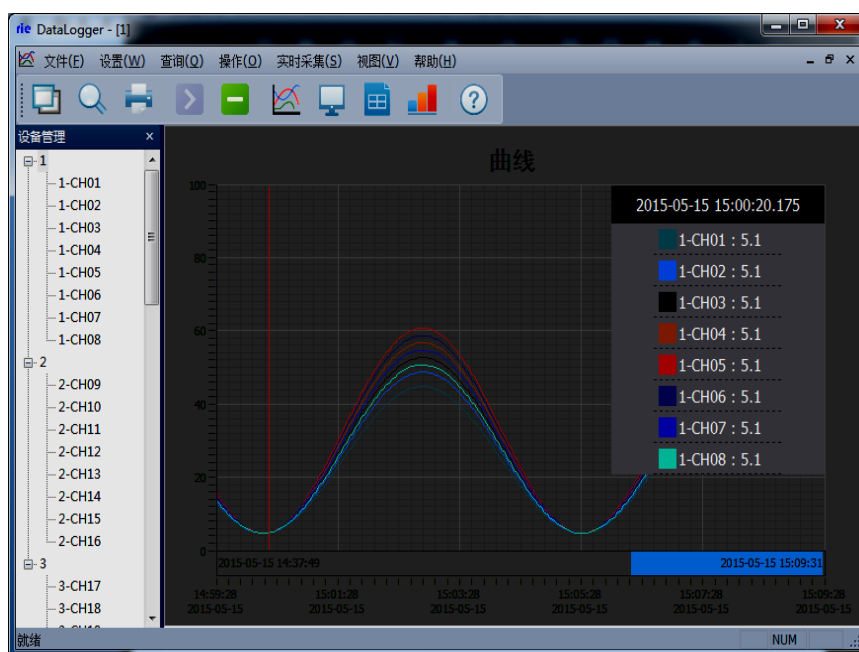 rie DataLogger - [1]
文件(F) 设置(W) 查询(Q) 操作(O) 实时采集(S) 视图(V) 帮助(H)
设备管理
1
1-CH01
1-CH02
1-CH03
1-CH04
1-CH05
1-CH06
1-CH07
1-CH08
2
2-CH09
2-CH10
2-CH11
2-CH12
2-CH13
2-CH14
2-CH15
2-CH16
3
3-CH17
3-CH18
曲线
100
80
60
40
20
0
2015-05-15 15:00:20.175
1-CH01 : 5.1
1-CH02 : 5.1
1-CH03 : 5.1
1-CH04 : 5.1
1-CH05 : 5.1
1-CH06 : 5.1
1-CH07 : 5.1
1-CH08 : 5.1
2015-05-15 14:37:49 2015-05-15 15:09:31
14:59:28 15:01:28 15:03:28 15:05:28 15:07:28 15:09:28
2015-05-15 2015-05-15 2015-05-15 2015-05-15 2015-05-15 2015-05-15
就绪 NUM